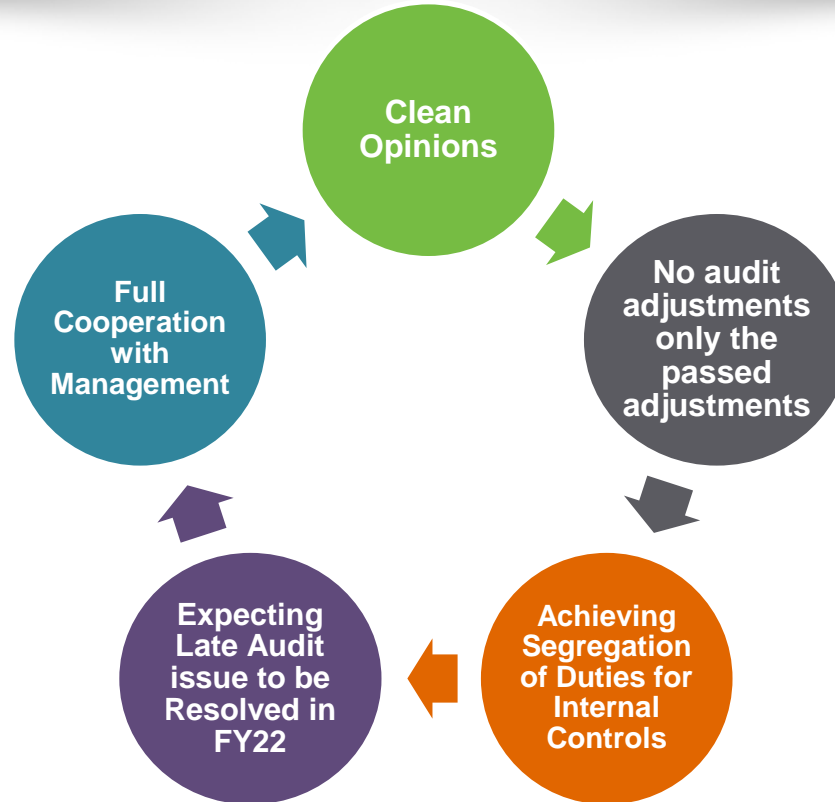 Clean
Opinions
No audit
adjustments
only the
passed
adjustments
Achieving
Segregation
of Duties for
Internal
Controls
Expecting
Late Audit
issue to be
Resolved in
FY22
Full
Cooperation
with
Management